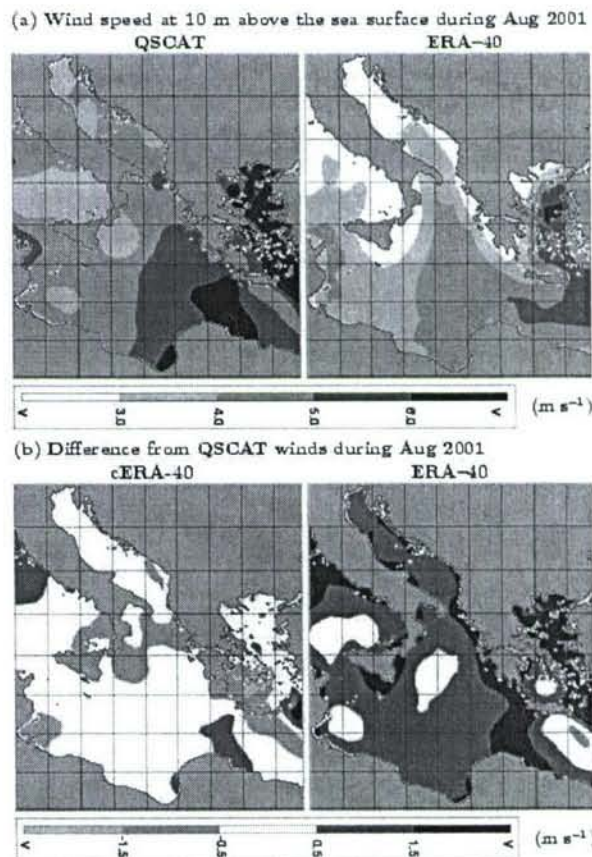 (a) Wind speed at 10 m above the sea surface during Aug 2001
QSCAT ERA-40
V 3.0 4.0 5.0 6.0 V (m s⁻¹)
(b) Difference from QSCAT winds during Aug 2001
cERA-40 ERA-40
V -1.5 -0.5 0.5 1.5 V (m s⁻¹)